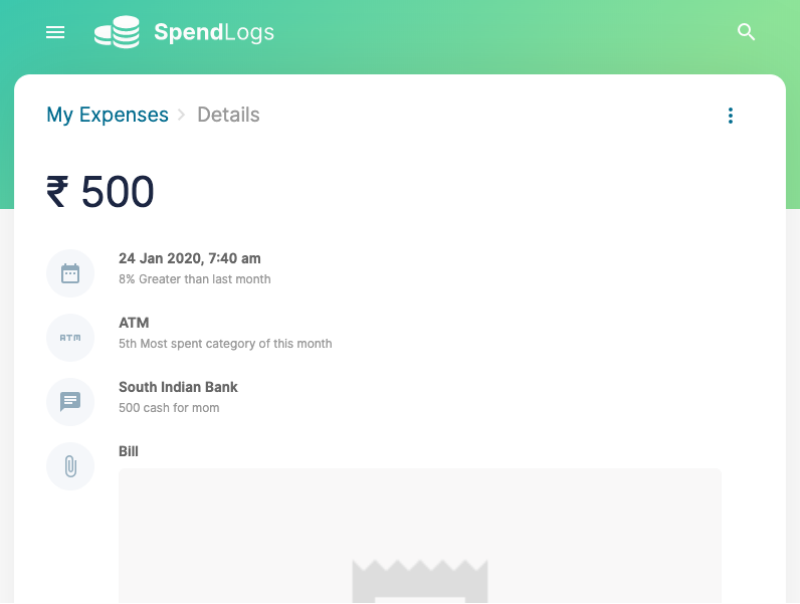 SpendLogs
My Expenses > Details
₹ 500
24 Jan 2020, 7:40 am
8% Greater than last month
ATM
ATM
5th Most spent category of this month
South Indian Bank
500 cash for mom
Bill